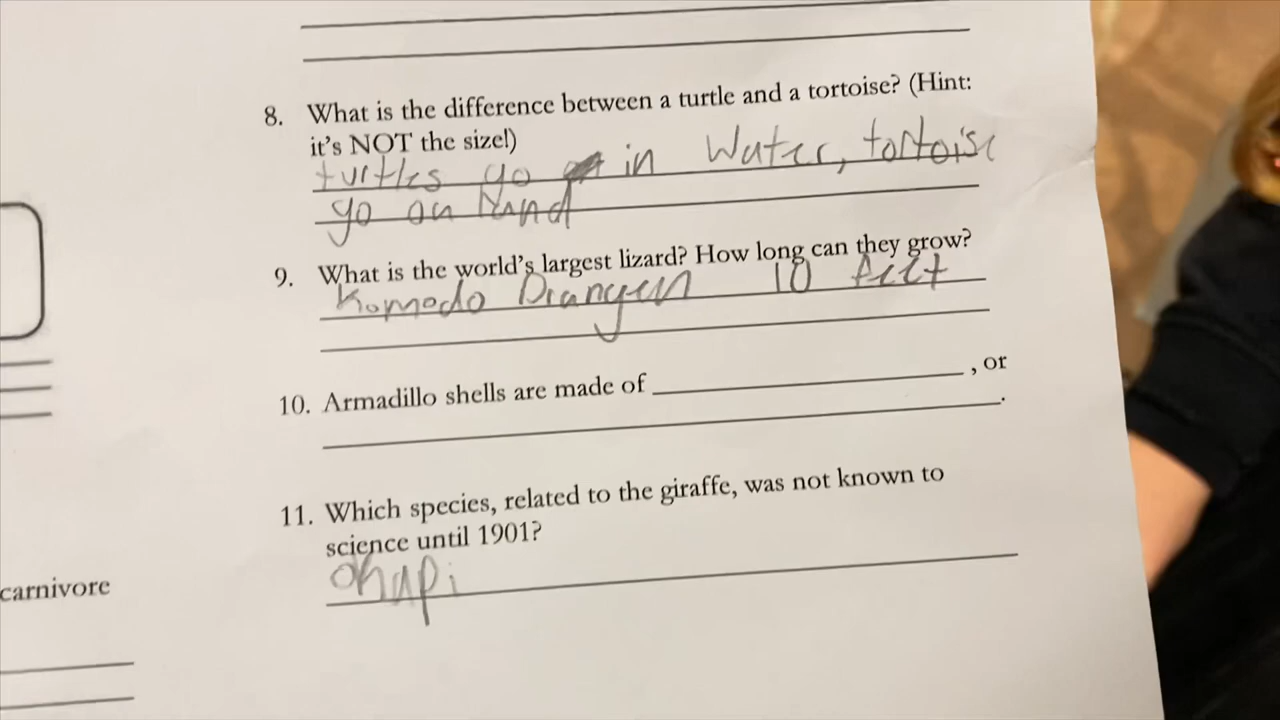 8. What is the difference between a turtle and a tortoise? (Hint:
it's NOT the size!)
turtles go in Water, tortoise
go on land
9. What is the world's largest lizard? How long can they grow?
Komodo Drangen 10 feet
10. Armadillo shells are made of ____________, or
____________.
11. Which species, related to the giraffe, was not known to
science until 1901?
okapi
carnivore